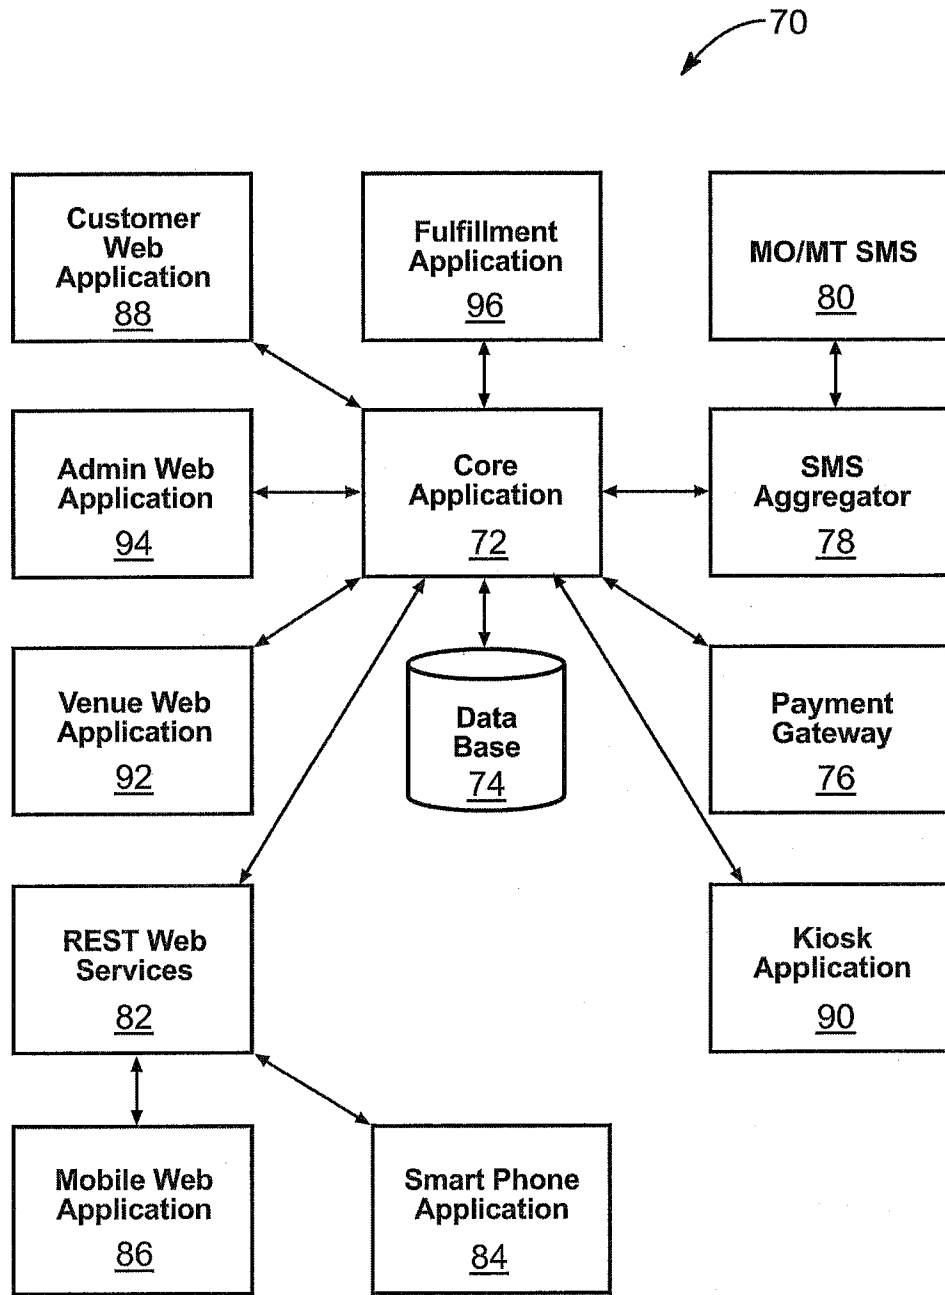 70
Customer
Web
Application
88
Fulfillment
Application
96
MO/MT SMS
80
Admin Web
Application
94
Core
Application
72
SMS
Aggregator
78
Venue Web
Application
92
Data
Base
74
Payment
Gateway
76
REST Web
Services
82
Kiosk
Application
90
Mobile Web
Application
86
Smart Phone
Application
84